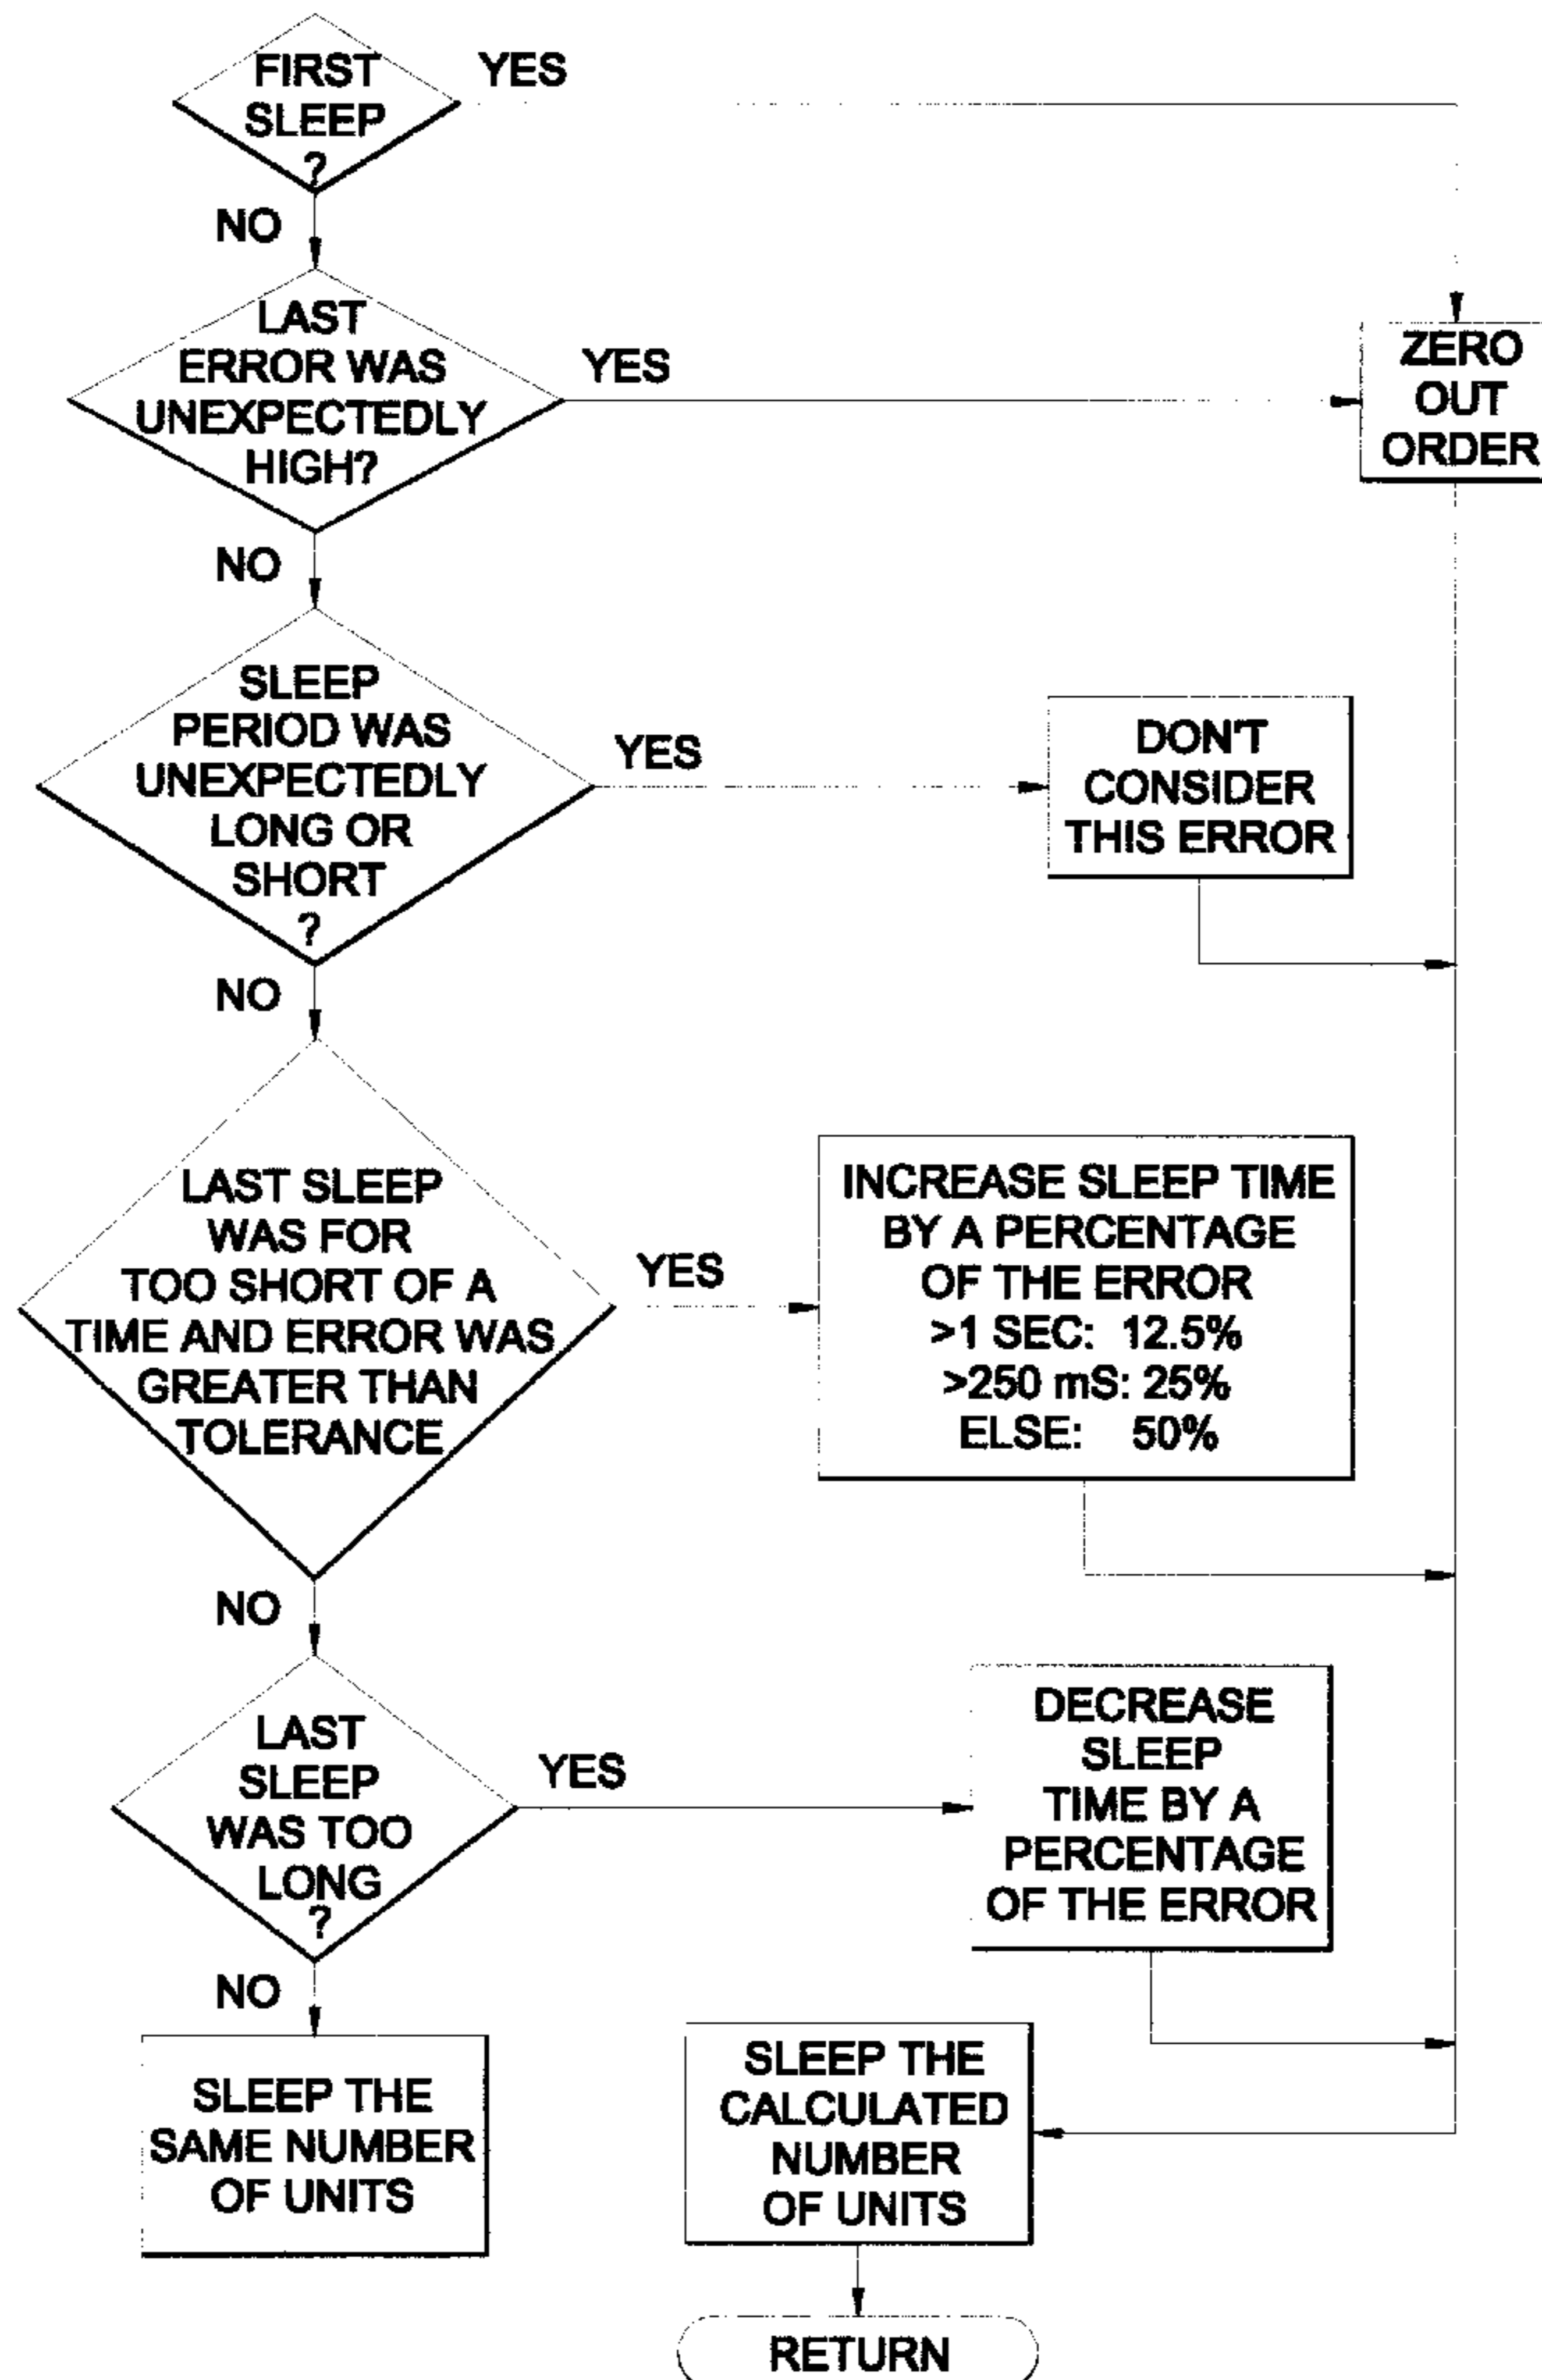 FIRST
SLEEP
?
YES
NO
LAST
ERROR WAS
UNEXPECTEDLY
HIGH?
YES
ZERO
OUT
ORDER
NO
SLEEP
PERIOD WAS
UNEXPECTEDLY
LONG OR
SHORT
?
YES
DON'T
CONSIDER
THIS ERROR
NO
LAST SLEEP
WAS FOR
TOO SHORT OF A
TIME AND ERROR WAS
GREATER THAN
TOLERANCE
YES
INCREASE SLEEP TIME
BY A PERCENTAGE
OF THE ERROR
>1 SEC: 12.5%
>250 mS: 25%
ELSE: 50%
NO
LAST
SLEEP
WAS TOO
LONG
?
YES
DECREASE
SLEEP
TIME BY A
PERCENTAGE
OF THE ERROR
NO
SLEEP THE
SAME NUMBER
OF UNITS
SLEEP THE
CALCULATED
NUMBER
OF UNITS
RETURN